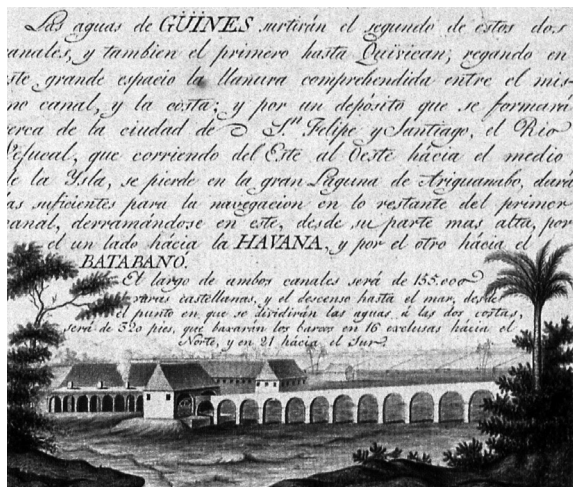 Las aguas de GÜINES surtirán el segundo de estos dos
canales, y tambien el primero hasta Quivican; regando en
ste grande espacio la llanura comprehendida entre el mis-
mo canal, y la costa; y por un depósito que se formará
cerca de la ciudad de S.n Felipe y Santiago, el Rio
Vejucal, que corriendo del Este al Oeste hácia el medio
de la Ysla, se pierde en la gran Laguna de Ariguanabo, dará
as suficientes para la navegacion en lo restante del primer
canal, derramándose en este, desde su parte mas alta, por
el un lado hácia la HAVANA, y por el otro hácia el
BATABANÓ.
El largo de ambos canales será de 155.000
varas castellanas, y el descenso hasta el mar, desde
el punto en que se dividirán las aguas á las dos costas,
será de 320 pies, que baxarán los barcos en 16 exclusas hácia el
Norte, y en 21 hácia el Sur.